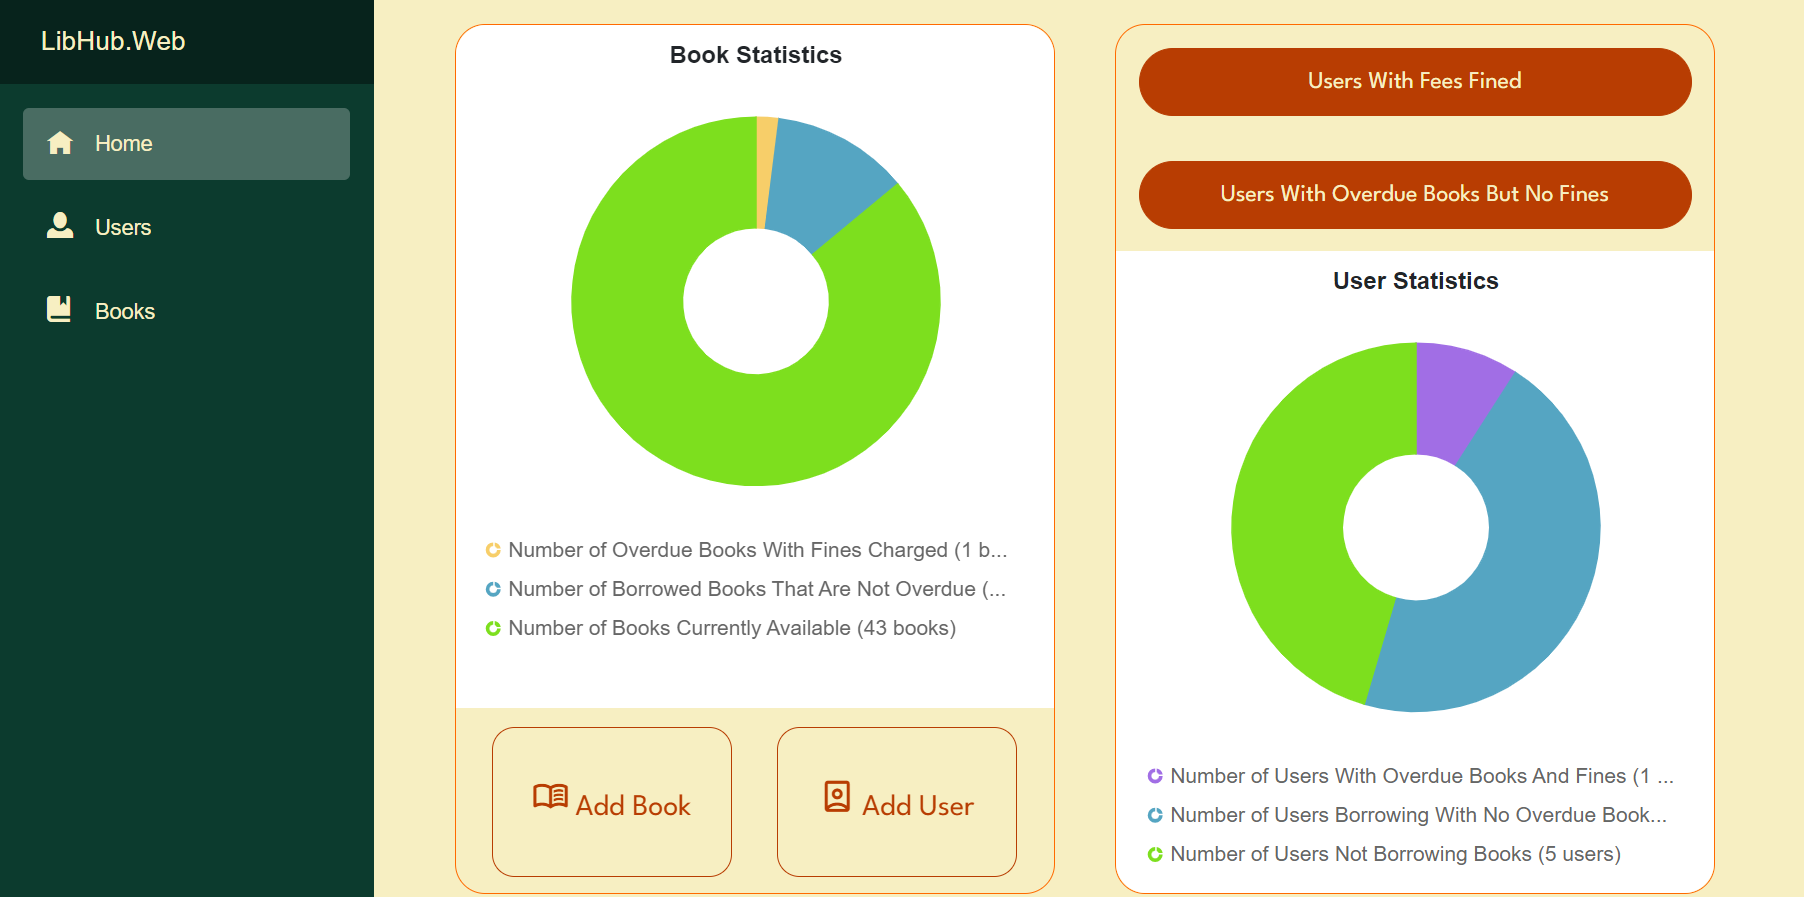 LibHub.Web
Home
Users
Books
Book Statistics
Number of Overdue Books With Fines Charged (1 b...
Number of Borrowed Books That Are Not Overdue (...
Number of Books Currently Available (43 books)
Add Book
Add User
Users With Fees Fined
Users With Overdue Books But No Fines
User Statistics
Number of Users With Overdue Books And Fines (1 ...
Number of Users Borrowing With No Overdue Book...
Number of Users Not Borrowing Books (5 users)